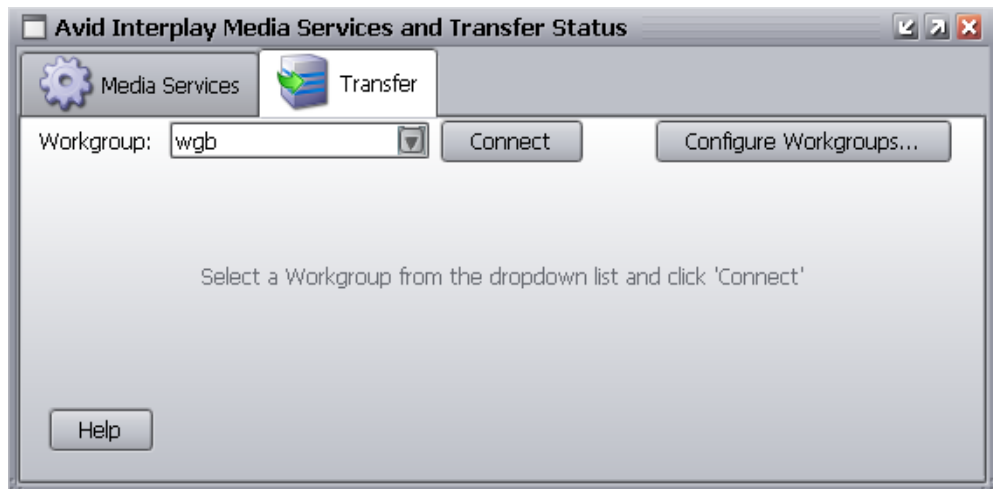 Avid Interplay Media Services and Transfer Status
Media Services
Transfer
Workgroup: wgb Connect Configure Workgroups...
Select a Workgroup from the dropdown list and click 'Connect'
Help